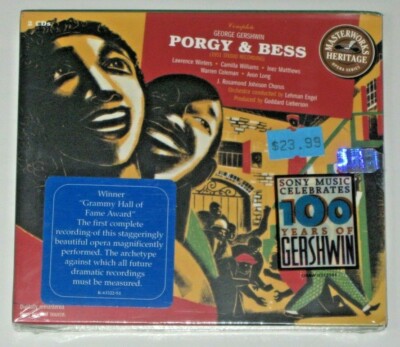 2 CDs
Complete
GEORGE GERSHWIN
PORGY & BESS
Lawrence Winters • Camilla Williams • Inez Matthews
Warren Coleman • Avon Long
J. Rosamond Johnson Chorus
Orchestra conducted by Lehman Engel
Produced by Goddard Lieberson
MASTERWORKS
HERITAGE
$23.99
SONY MUSIC
CELEBRATES
100
YEARS OF
GERSHWIN
Winner
"Grammy Hall of
Fame Award"
The first complete
recording of this staggeringly
beautiful opera magnificently
performed. The archetype
against which all future
dramatic recordings
must be measured.